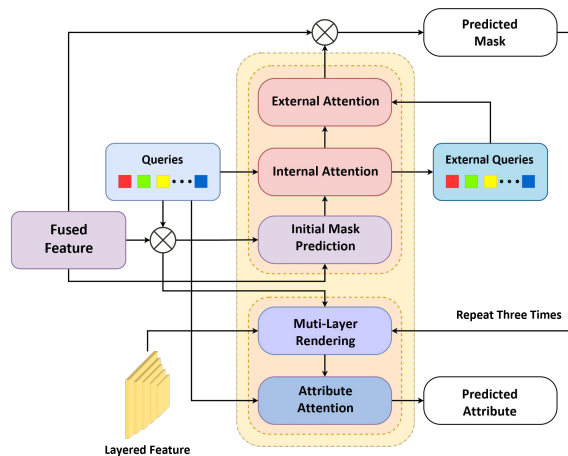 Predicted
Mask
External Attention
Queries
Internal Attention
External Queries
Fused
Feature
Initial Mask
Prediction
Muti-Layer
Rendering
Repeat Three Times
Attribute
Attention
Predicted
Attribute
Layered Feature